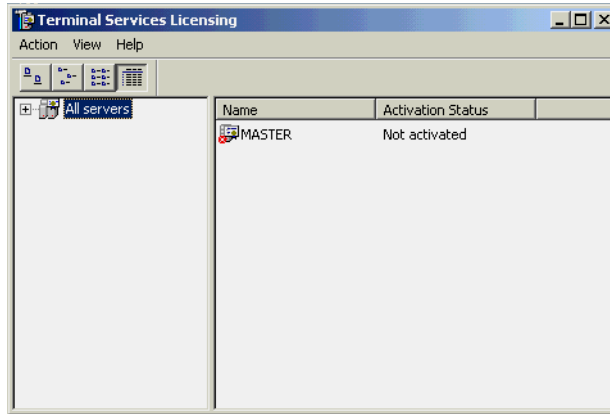 Terminal Services Licensing
Action View Help
All servers
Name Activation Status
MASTER Not activated